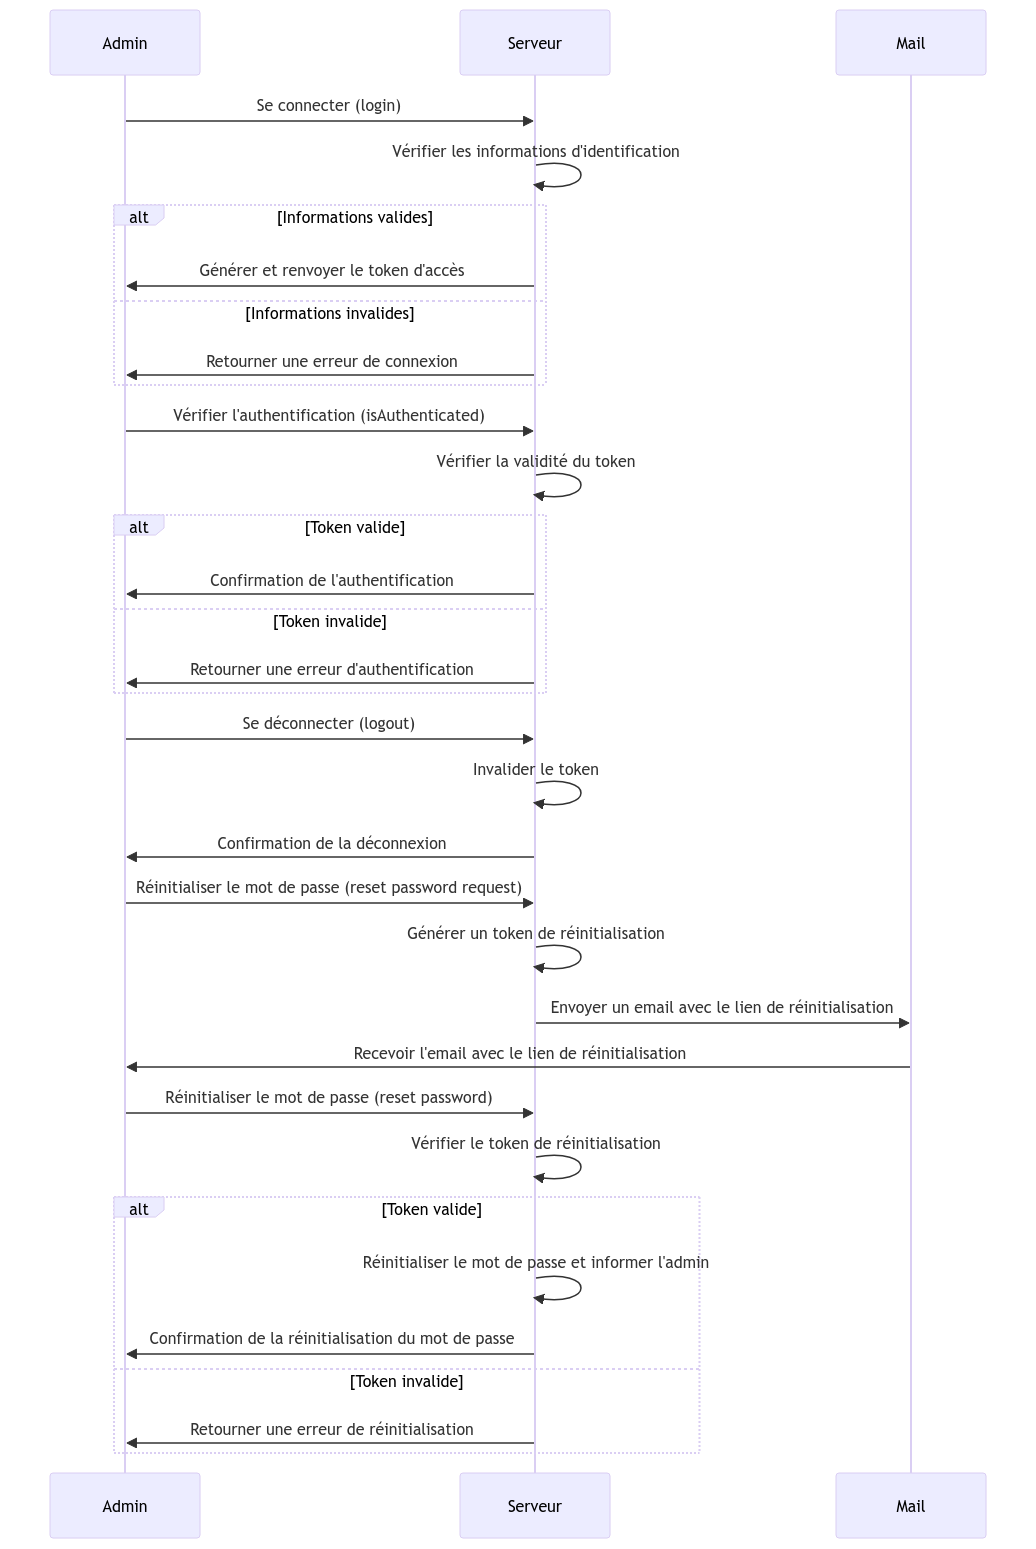 Admin
Serveur
Mail
Se connecter (login)
Vérifier les informations d'identification
alt
[Informations valides]
Générer et renvoyer le token d'accès
[Informations invalides]
Retourner une erreur de connexion
Vérifier l'authentification (isAuthenticated)
Vérifier la validité du token
alt
[Token valide]
Confirmation de l'authentification
[Token invalide]
Retourner une erreur d'authentification
Se déconnecter (logout)
Invalider le token
Confirmation de la déconnexion
Réinitialiser le mot de passe (reset password request)
Générer un token de réinitialisation
Envoyer un email avec le lien de réinitialisation
Recevoir l'email avec le lien de réinitialisation
Réinitialiser le mot de passe (reset password)
Vérifier le token de réinitialisation
alt
[Token valide]
Réinitialiser le mot de passe et informer l'admin
Confirmation de la réinitialisation du mot de passe
[Token invalide]
Retourner une erreur de réinitialisation
Admin
Serveur
Mail